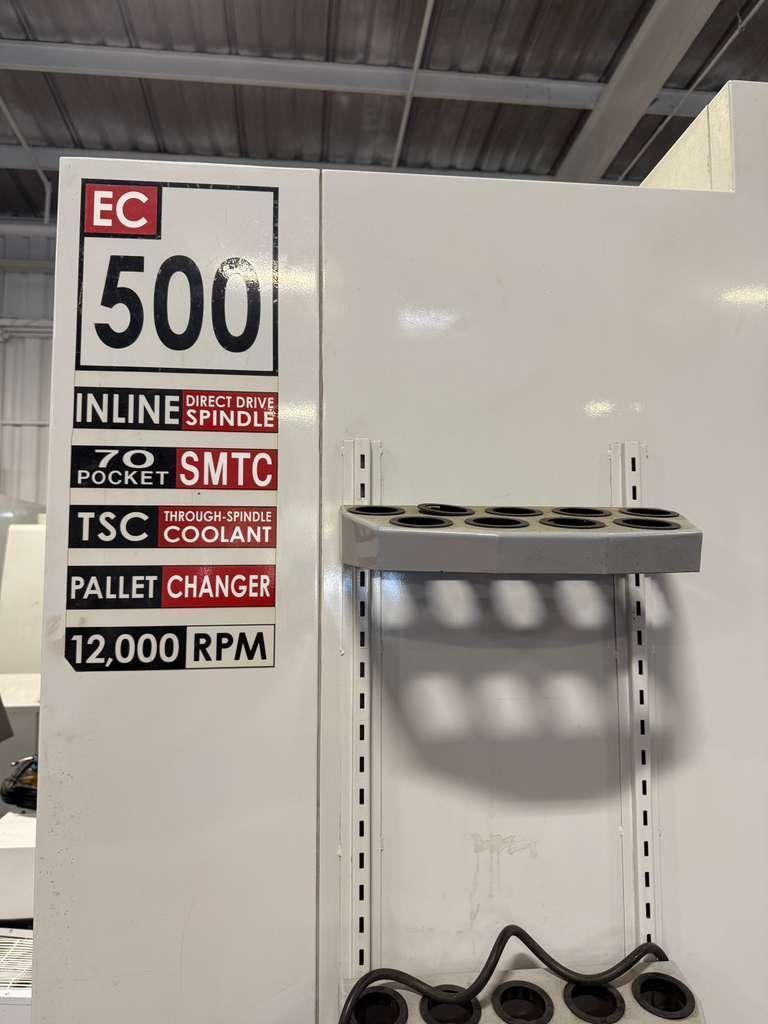 EC
500
INLINE DIRECT DRIVE SPINDLE
70 POCKET SMTC
TSC THROUGH-SPINDLE COOLANT
PALLET CHANGER
12,000 RPM